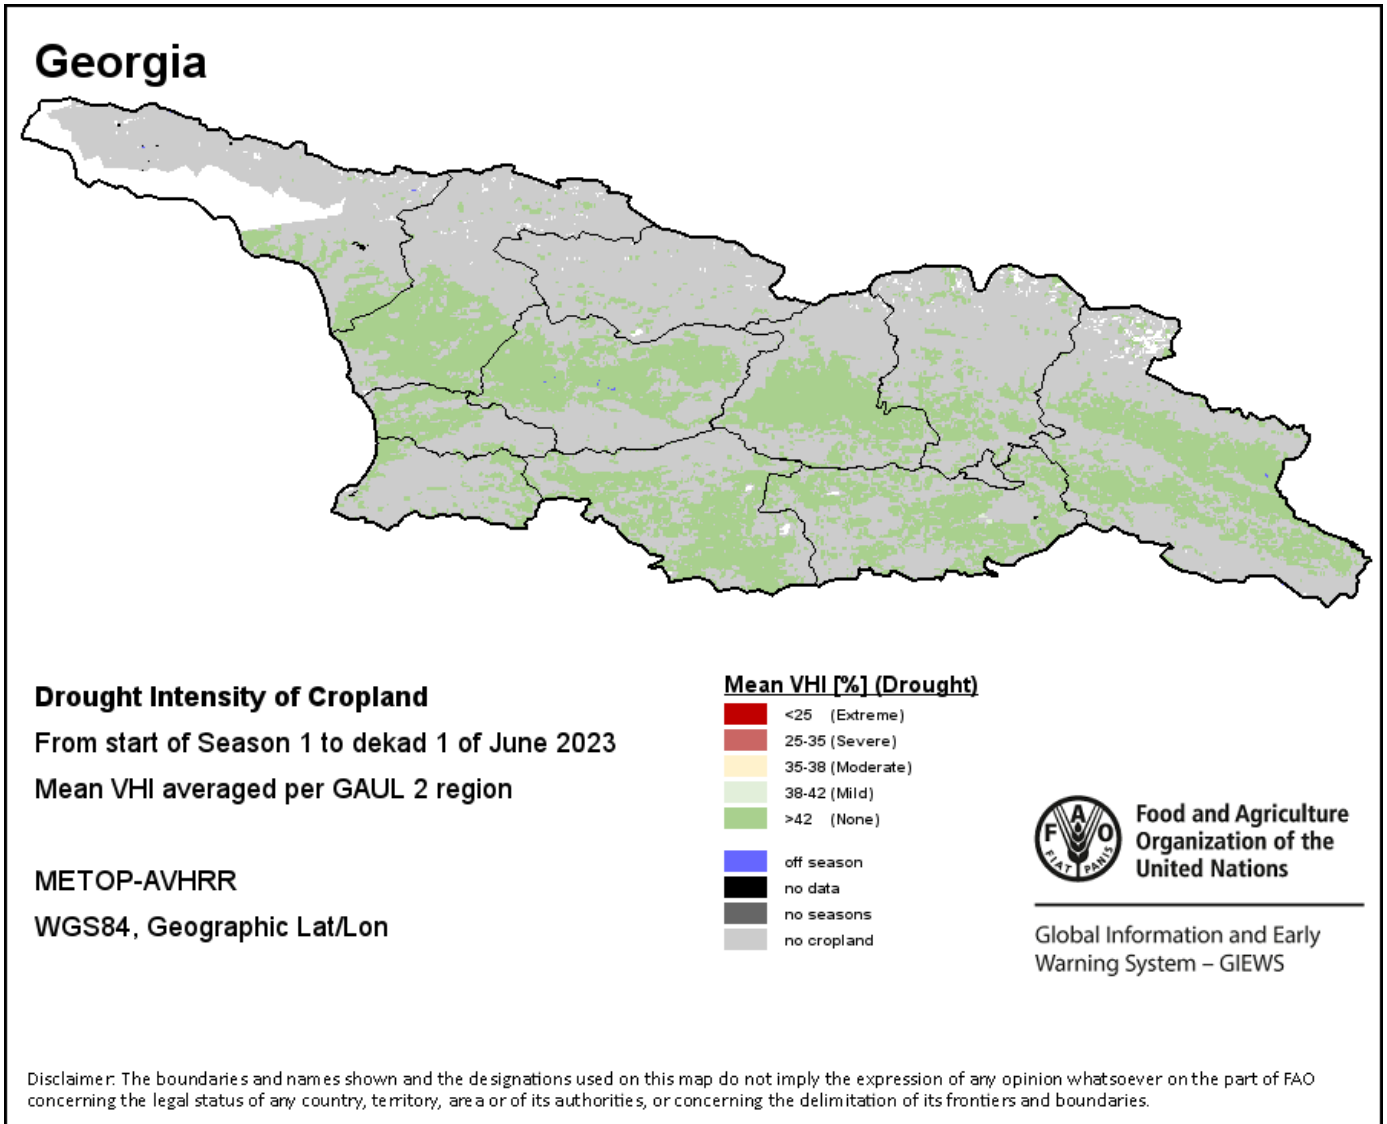 Georgia
Drought Intensity of Cropland
From start of Season 1 to dekad 1 of June 2023
Mean VHI averaged per GAUL 2 region
METOP-AVHRR
WGS84, Geographic Lat/Lon
Mean VHI [%] (Drought)
<25 (Extreme)
25-35 (Severe)
35-38 (Moderate)
38-42 (Mild)
>42 (None)
off season
no data
no seasons
no cropland
F A O
FIAT PANIS
Food and Agriculture
Organization of the
United Nations
Global Information and Early
Warning System – GIEWS
Disclaimer: The boundaries and names shown and the designations used on this map do not imply the expression of any opinion whatsoever on the part of FAO
concerning the legal status of any country, territory, area or of its authorities, or concerning the delimitation of its frontiers and boundaries.